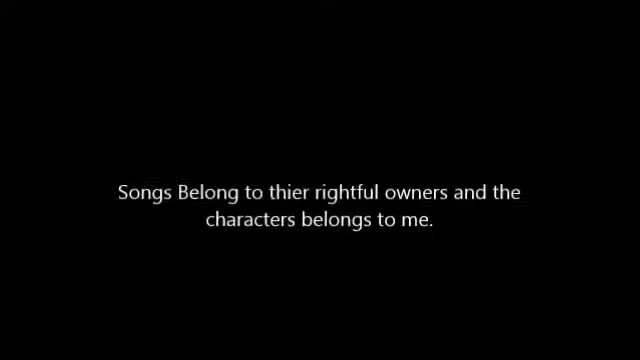 Songs Belong to thier rightful owners and the
characters belongs to me.